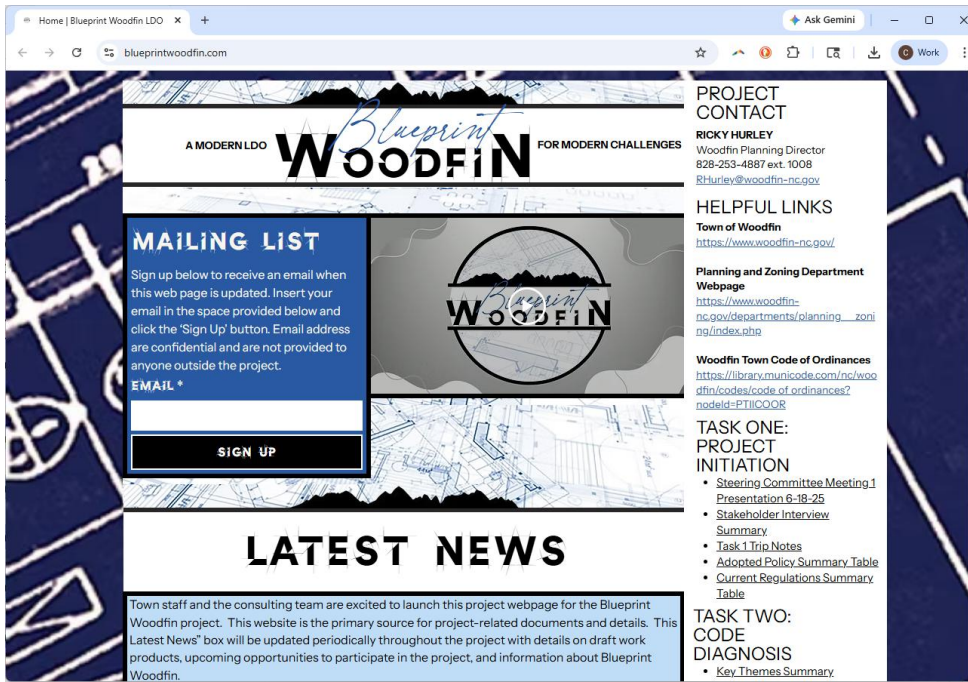 Home | Blueprint Woodfin LDO
Ask Gemini
blueprintwoodfin.com
C Work
A MODERN LDO
Blueprint
WOODFIN
FOR MODERN CHALLENGES
MAILING LIST
Sign up below to receive an email when
this web page is updated. Insert your
email in the space provided below and
click the ‘Sign Up’ button. Email address
are confidential and are not provided to
anyone outside the project.
EMAIL *
SIGN UP
Blueprint
WOODFIN
LATEST NEWS
Town staff and the consulting team are excited to launch this project webpage for the Blueprint
Woodfin project.  This website is the primary source for project-related documents and details.  This
Latest News” box will be updated periodically throughout the project with details on draft work
products, upcoming opportunities to participate in the project, and information about Blueprint
Woodfin.
PROJECT
CONTACT
RICKY HURLEY
Woodfin Planning Director
828-253-4887 ext. 1008
RHurley@woodfin-nc.gov
HELPFUL LINKS
Town of Woodfin
https://www.woodfin-nc.gov/
Planning and Zoning Department
Webpage
https://www.woodfin-
nc.gov/departments/planning__zoni
ng/index.php
Woodfin Town Code of Ordinances
https://library.municode.com/nc/woo
dfin/codes/code_of_ordinances?
nodeId=PTIICOOR
TASK ONE:
PROJECT
INITIATION
Steering Committee Meeting 1
Presentation 6-18-25
Stakeholder Interview
Summary
Task 1 Trip Notes
Adopted Policy Summary Table
Current Regulations Summary
Table
TASK TWO:
CODE
DIAGNOSIS
Key Themes Summary